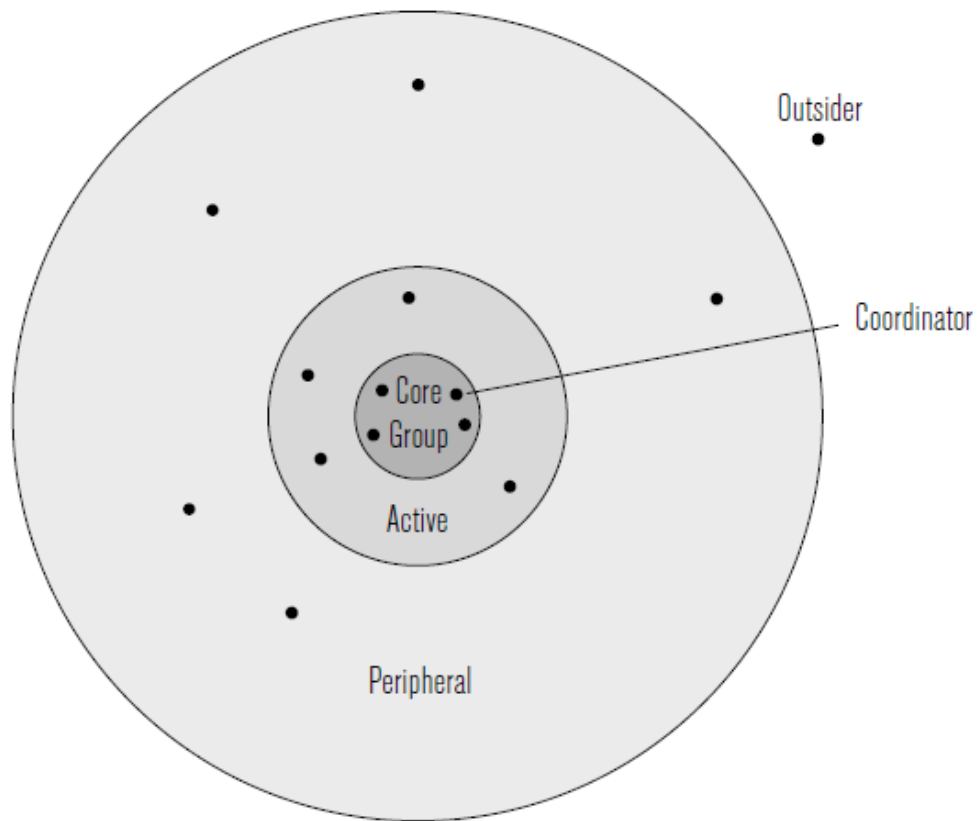 Outsider
Coordinator
Core
Group
Active
Peripheral